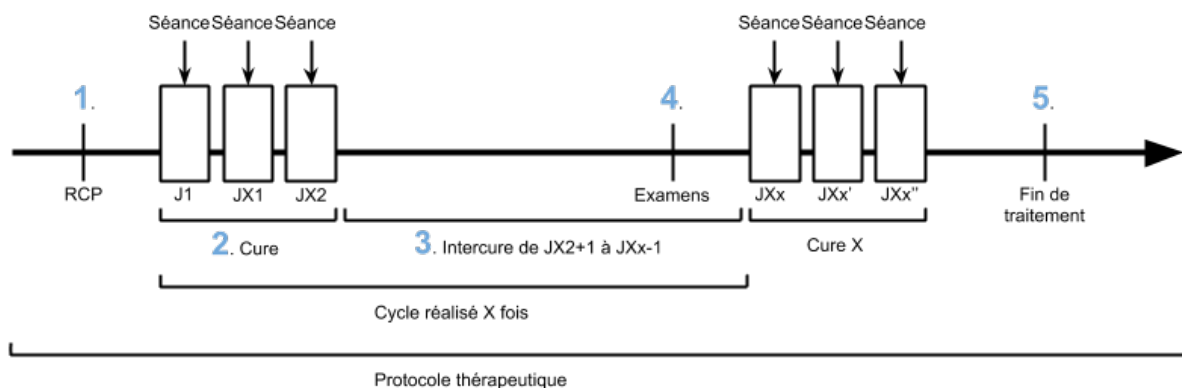 Séance Séance Séance
Séance Séance Séance
1.
4.
5.
RCP
J1
JX1
JX2
Examens
JXx
JXx'
JXx"
Fin de
traitement
2. Cure
3. Intercure de JX2+1 à JXx-1
Cure X
Cycle réalisé X fois
Protocole thérapeutique